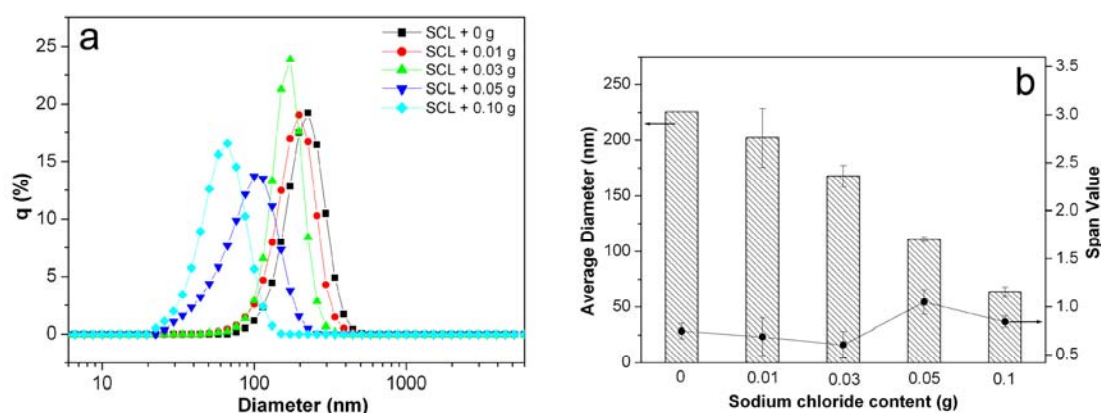 a
SCL + 0 g
SCL + 0.01 g
SCL + 0.03 g
SCL + 0.05 g
SCL + 0.10 g
25
20
15
10
5
0
q (%)
10
100
1000
Diameter (nm)
b
250
200
150
100
50
0
Average Diameter (nm)
3.5
3.0
2.5
2.0
1.5
1.0
0.5
Span Value
0
0.01
0.03
0.05
0.1
Sodium chloride content (g)